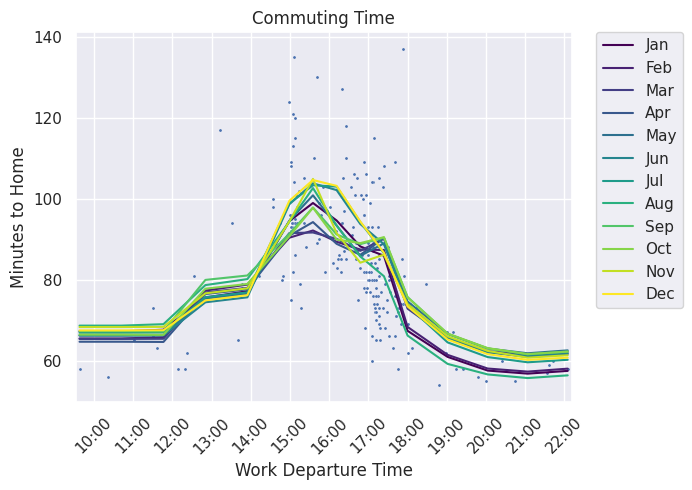 Commuting Time
140
120
100
80
60
Minutes to Home
10:00
11:00
12:00
13:00
14:00
15:00
16:00
17:00
18:00
19:00
20:00
21:00
22:00
Work Departure Time
Jan
Feb
Mar
Apr
May
Jun
Jul
Aug
Sep
Oct
Nov
Dec